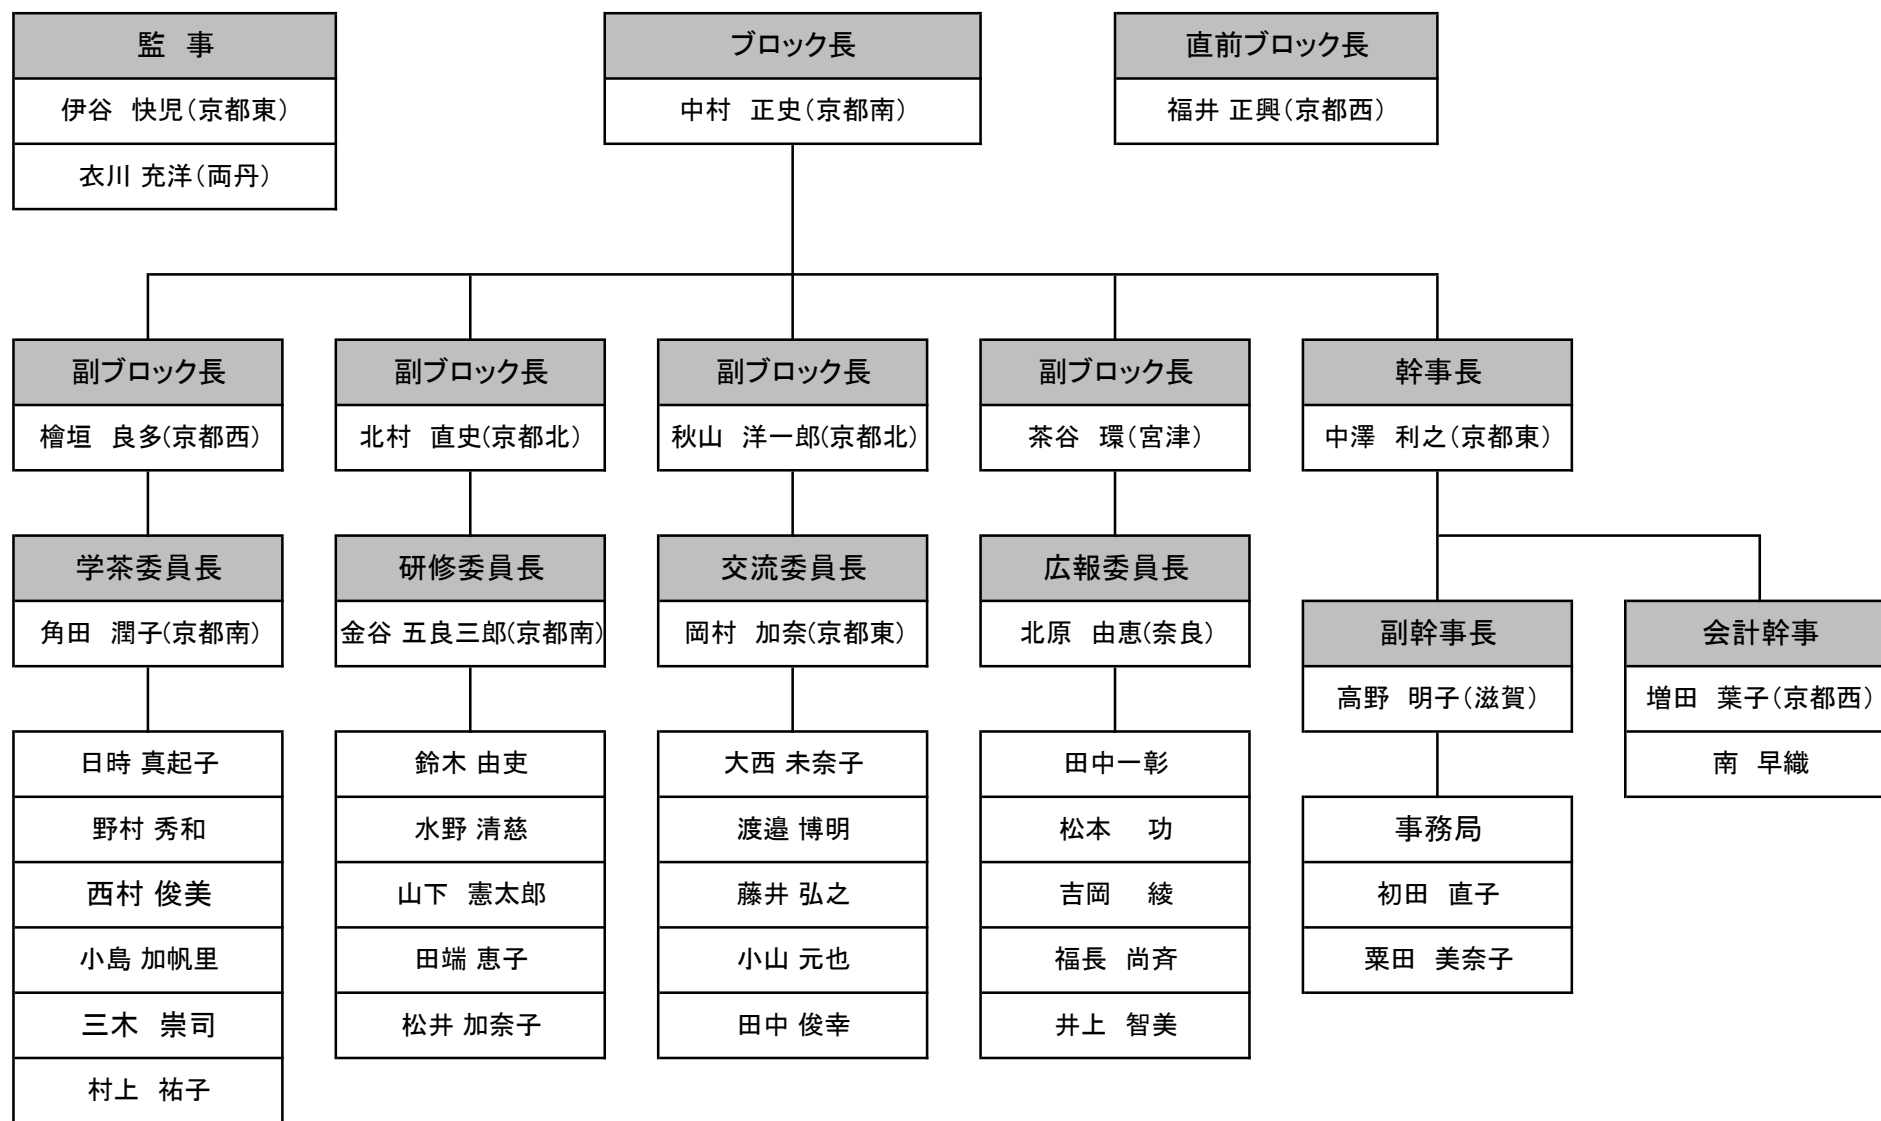 監　事
伊谷　快児（京都東）
衣川 充洋（両丹）
ブロック長
中村　正史（京都南）
直前ブロック長
福井 正興（京都西）
副ブロック長
檜垣　良多(京都西）
学茶委員長
角田　潤子(京都南）
日時 真起子
野村 秀和
西村 俊美
小島 加帆里
三木　崇司
村上　祐子
副ブロック長
北村　直史(京都北）
研修委員長
金谷 五良三郎(京都南)
鈴木 由吏
水野 清慈
山下　憲太郎
田端 恵子
松井 加奈子
副ブロック長
秋山　洋一郎(京都北）
交流委員長
岡村　加奈(京都東）
大西 未奈子
渡邉 博明
藤井 弘之
小山 元也
田中 俊幸
副ブロック長
茶谷　環（宮津）
広報委員長
北原　由恵(奈良）
田中一彰
松本　功
吉岡　綾
福長　尚斉
井上　智美
幹事長
中澤　利之（京都東）
副幹事長
高野　明子（滋賀）
事務局
初田　直子
粟田　美奈子
会計幹事
増田　葉子（京都西）
南　早織